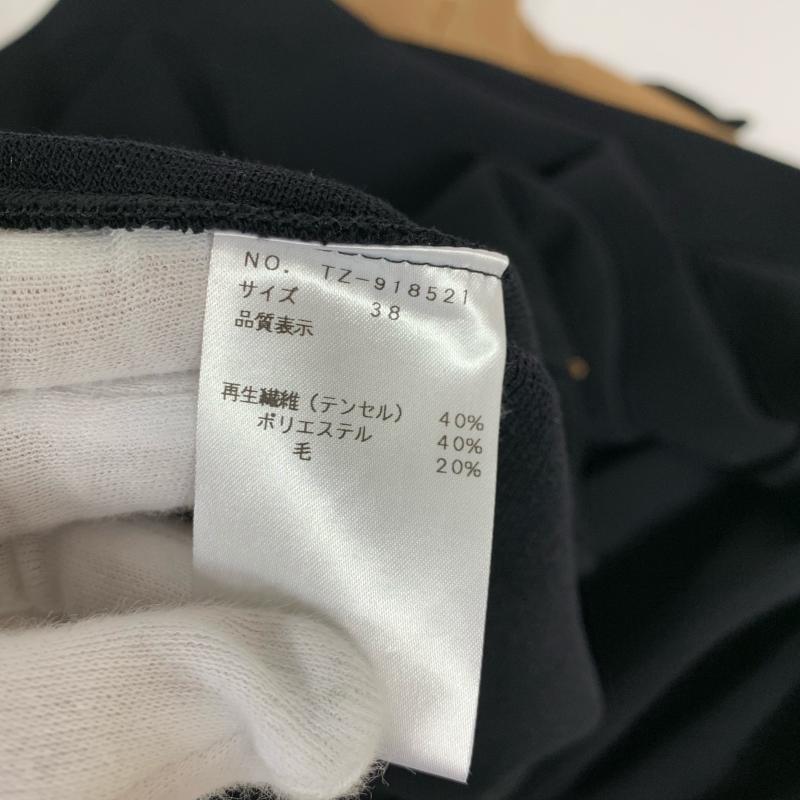 NO. TZ-918521
サイズ 38
品質表示
再生繊維（テンセル） 40%
ポリエステル 40%
毛 20%